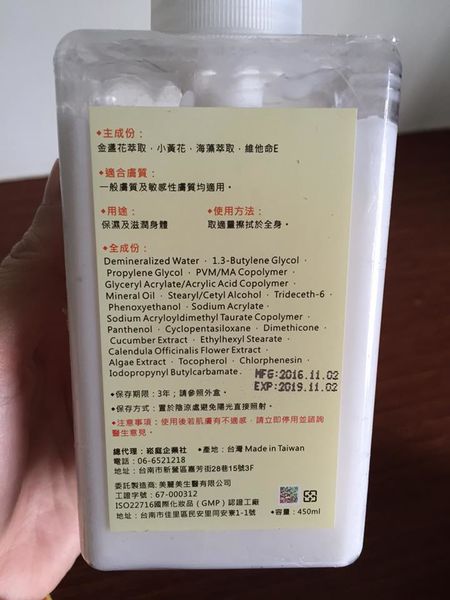 ◆主成份：
金盞花萃取．小黃花．海藻萃取．維他命E
◆適合膚質：
一般膚質及敏感性膚質均適用。
◆用途：
保濕及滋潤身體
◆使用方法：
取適量擦拭於全身。
◆全成份：
Demineralized Water · 1.3-Butylene Glycol ·
Propylene Glycol · PVM/MA Copolymer ·
Glyceryl Acrylate/Acrylic Acid Copolymer ·
Mineral Oil · Stearyl/Cetyl Alcohol · Trideceth-6 ·
Phenoxyethanol · Sodium Acrylate ·
Sodium Acryloyldimethyl Taurate Copolymer ·
Panthenol · Cyclopentasiloxane · Dimethicone ·
Cucumber Extract · Ethylhexyl Stearate ·
Calendula Officinalis Flower Extract ·
Algae Extract · Tocopherol · Chlorphenesin ·
Iodopropynyl Butylcarbamate.
MFG:2016.11.02
EXP:2019.11.02
◆保存期限：3年；請參照外盒。
◆保存方式：置於陰涼處避免陽光直接照射。
◆注意事項：使用後若肌膚有不適感，請立即停用並諮詢
醫生意見。
總代理：崧庭企業社 ◆產地：台灣 Made in Taiwan
電話：06-6521218
地址：台南市新營區嘉芳街28巷15號3F
委託製造商：美麗美生醫有限公司
工證字號：67-000312
ISO22716國際化妝品（GMP）認證工廠
地址：台南市佳里區民安里同安寮1-1號
◆容量：450ml